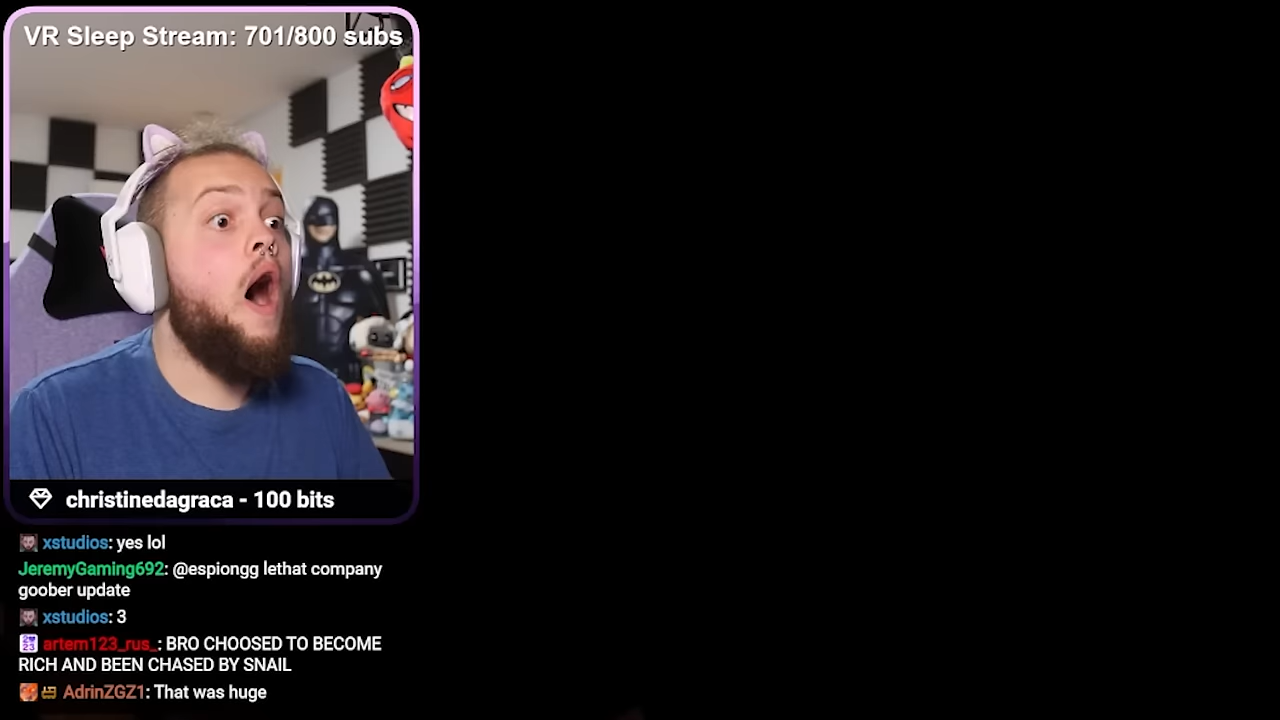 VR Sleep Stream: 701/800 subs
christinedagraca - 100 bits
xstudios: yes lol
JeremyGaming692: @espiongg lethat company
goober update
xstudios: 3
artem123_rus_: BRO CHOOSED TO BECOME
RICH AND BEEN CHASED BY SNAIL
AdrinZGZ1: That was huge